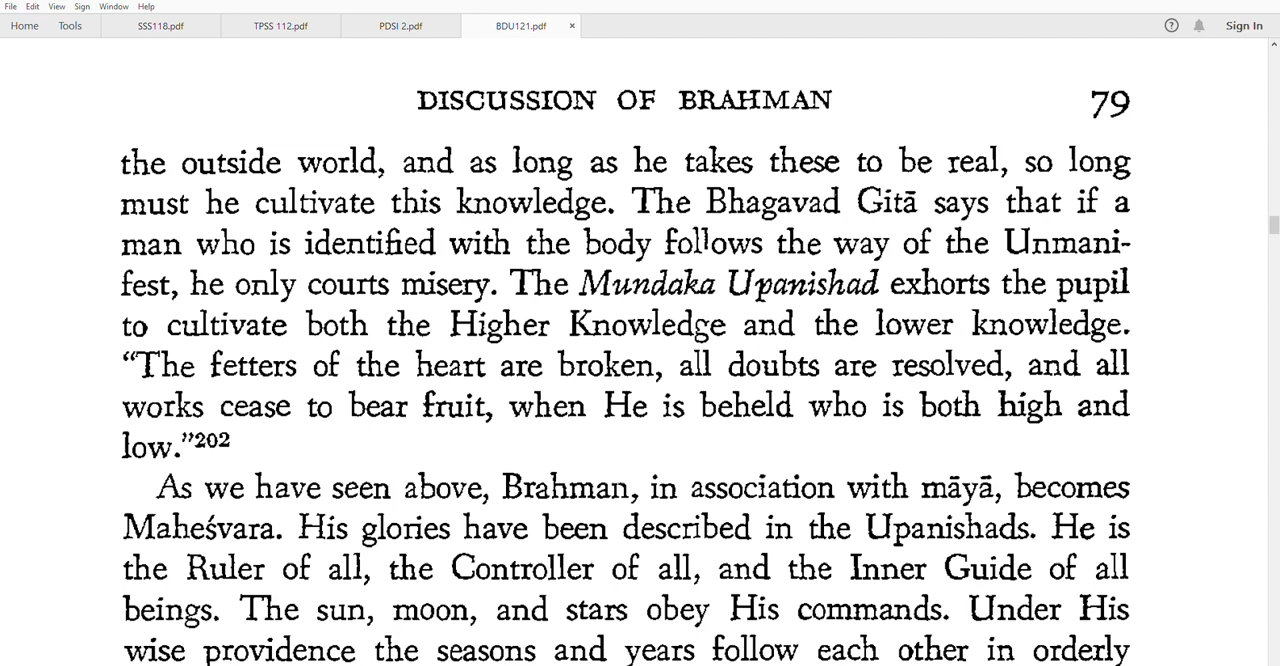 File Edit View Sign Window Help
Home Tools SSS118.pdf TPSS 112.pdf PDSI 2.pdf BDU121.pdf × ? Sign In
DISCUSSION OF BRAHMAN 79
the outside world, and as long as he takes these to be real, so long
must he cultivate this knowledge. The Bhagavad Gitā says that if a
man who is identified with the body follows the way of the Unmani-
fest, he only courts misery. The Mundaka Upanishad exhorts the pupil
to cultivate both the Higher Knowledge and the lower knowledge.
“The fetters of the heart are broken, all doubts are resolved, and all
works cease to bear fruit, when He is beheld who is both high and
low.”202
As we have seen above, Brahman, in association with māyā, becomes
Maheśvara. His glories have been described in the Upanishads. He is
the Ruler of all, the Controller of all, and the Inner Guide of all
beings. The sun, moon, and stars obey His commands. Under His
wise providence the seasons and years follow each other in orderly